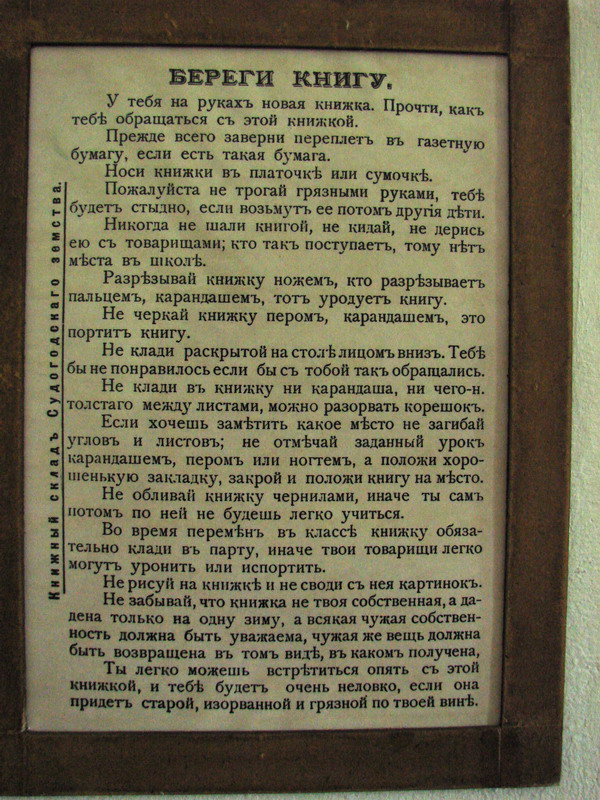 БЕРЕГИ КНИГУ.
У тебя на рукахъ новая книжка. Прочти, какъ
тебѣ обращаться съ этой книжкой.
Прежде всего заверни переплетъ въ газетную
бумагу, если есть такая бумага.
Носи книжки въ платочкѣ или сумочкѣ.
Пожалуйста не трогай грязными руками, тебѣ
будетъ стыдно, если возьмутъ ее потомъ другія дѣти.
Никогда не шали книгой, не кидай, не дерись
ею съ товарищами; кто такъ поступаетъ, тому нѣтъ
мѣста въ школѣ.
Разрѣзывай книжку ножемъ, кто разрѣзываетъ
пальцемъ, карандашемъ, тотъ уродуетъ книгу.
Не черкай книжку перомъ, карандашемъ, это
портитъ книгу.
Не клади раскрытой на столѣ лицомъ внизъ. Тебѣ
бы не понравилось если бы съ тобой такъ обращались.
Не клади въ книжку ни карандаша, ни чего-н.
толстаго между листами, можно разорвать корешокъ.
Если хочешь замѣтить какое мѣсто не загибай
угловъ и листовъ; не отмѣчай заданный урокъ
карандашемъ, перомъ или ногтемъ, а положи хоро-
шенькую закладку, закрой и положи книгу на мѣсто.
Не обливай книжку чернилами, иначе ты самъ
потомъ по ней не будешь легко учиться.
Во время перемѣнъ въ классѣ книжку обяза-
тельно клади въ парту, иначе твои товарищи легко
могутъ уронить или испортить.
Не рисуй на книжкѣ и не своди съ нея картинокъ.
Не забывай, что книжка не твоя собственная, а да-
дена только на одну зиму, а всякая чужая собствен-
ность должна быть уважаема, чужая же вещь должна
быть возвращена въ томъ видѣ, въ какомъ получена,
Ты легко можешь встрѣтиться опять съ этой
книжкой, и тебѣ будетъ очень неловко, если она
придетъ старой, изорванной и грязной по твоей винѣ.
Книжный складъ Судогодскаго земства.